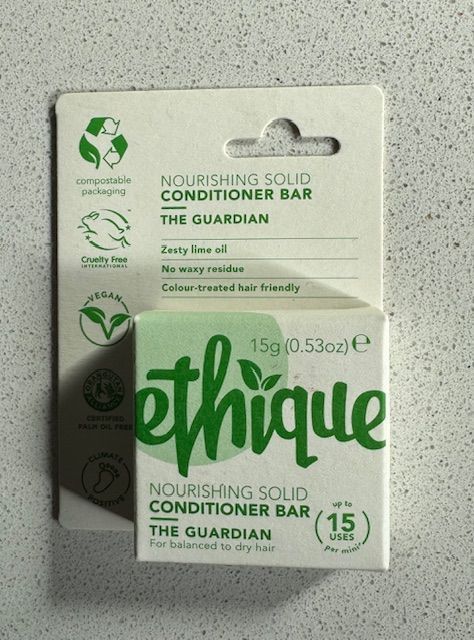 compostable
packaging
Cruelty Free
INTERNATIONAL
VEGAN
ORANGUTAN
ALLIANCE
CERTIFIED
PALM OIL FREE
CLIMATE
POSITIVE
NOURISHING SOLID
CONDITIONER BAR
THE GUARDIAN
Zesty lime oil
No waxy residue
Colour-treated hair friendly
15g (0.53oz) ℮
ethique
NOURISHING SOLID
CONDITIONER BAR
THE GUARDIAN
For balanced to dry hair
up to
15
USES
per mini*